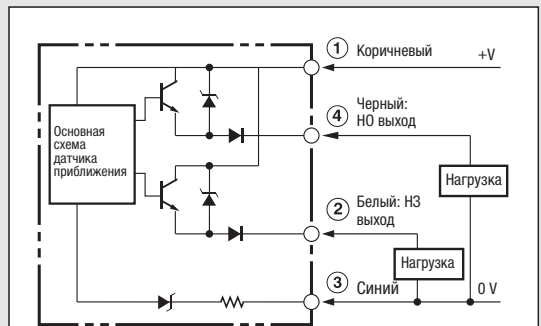 ① Коричневый
+V
④ Черный:
НО выход
Основная
схема
датчика
приближения
Нагрузка
② Белый: НЗ
выход
Нагрузка
③ Синий
0 V